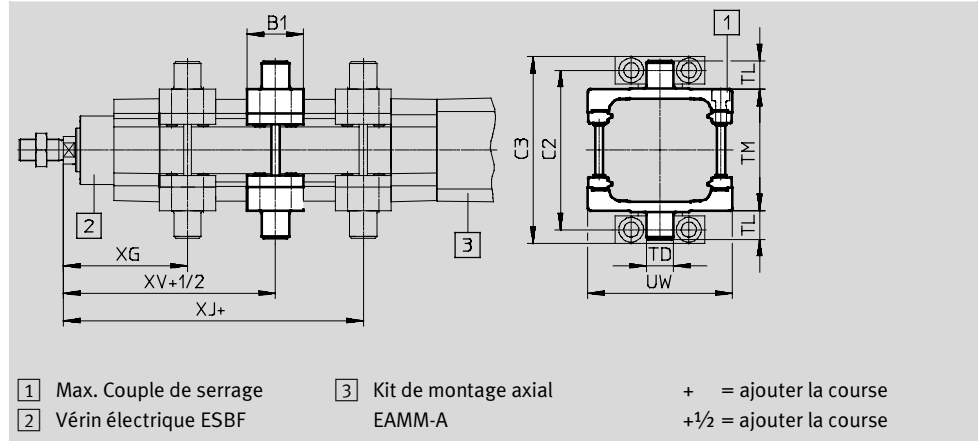 B1
1
TL
C3
C2
TM
TL
TD
UW
2
3
XG
XV+1/2
XJ+
1 Max. Couple de serrage
2 Vérin électrique ESBF
3 Kit de montage axial
EAMM-A
+ = ajouter la course
+½ = ajouter la course